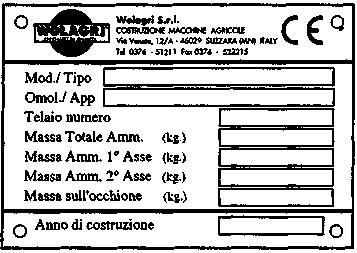 WOLAGRI
Wolagri S.r.l.
COSTRUZIONE MACCHINE AGRICOLE
Via Venezia, 12/A - 46029 SUZZARA (MN) ITALY
Tel 0376 - 51211 Fax 0376 - 522215
CE
Mod./ Tipo
Omol./ App
Telaio numero
Massa Totale Amm. (kg.)
Massa Amm. 1° Asse (kg.)
Massa Amm. 2° Asse (kg.)
Massa sull'occhione (kg.)
Anno di costruzione